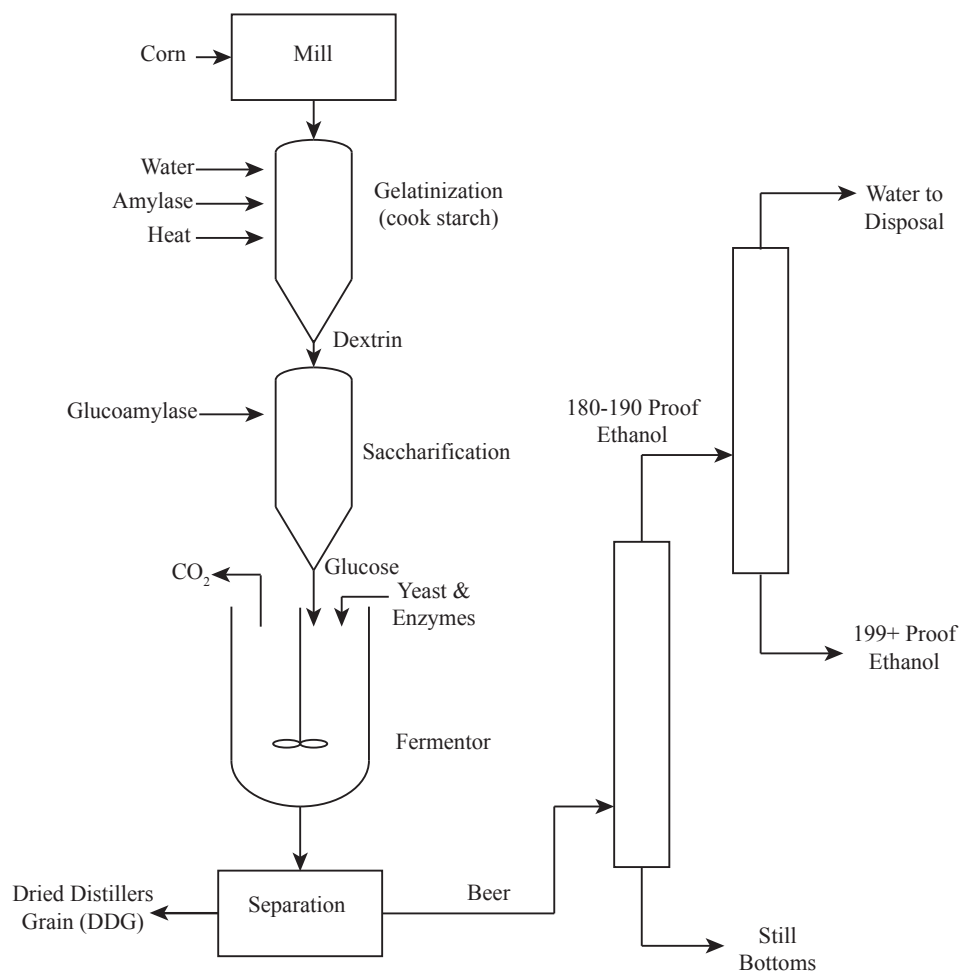 Corn
Mill
Water
Amylase
Heat
Gelatinization
(cook starch)
Dextrin
Glucoamylase
Saccharification
Glucose
CO2
Yeast &
Enzymes
Fermentor
Separation
Dried Distillers
Grain (DDG)
Beer
180-190 Proof
Ethanol
Still
Bottoms
Water to
Disposal
199+ Proof
Ethanol